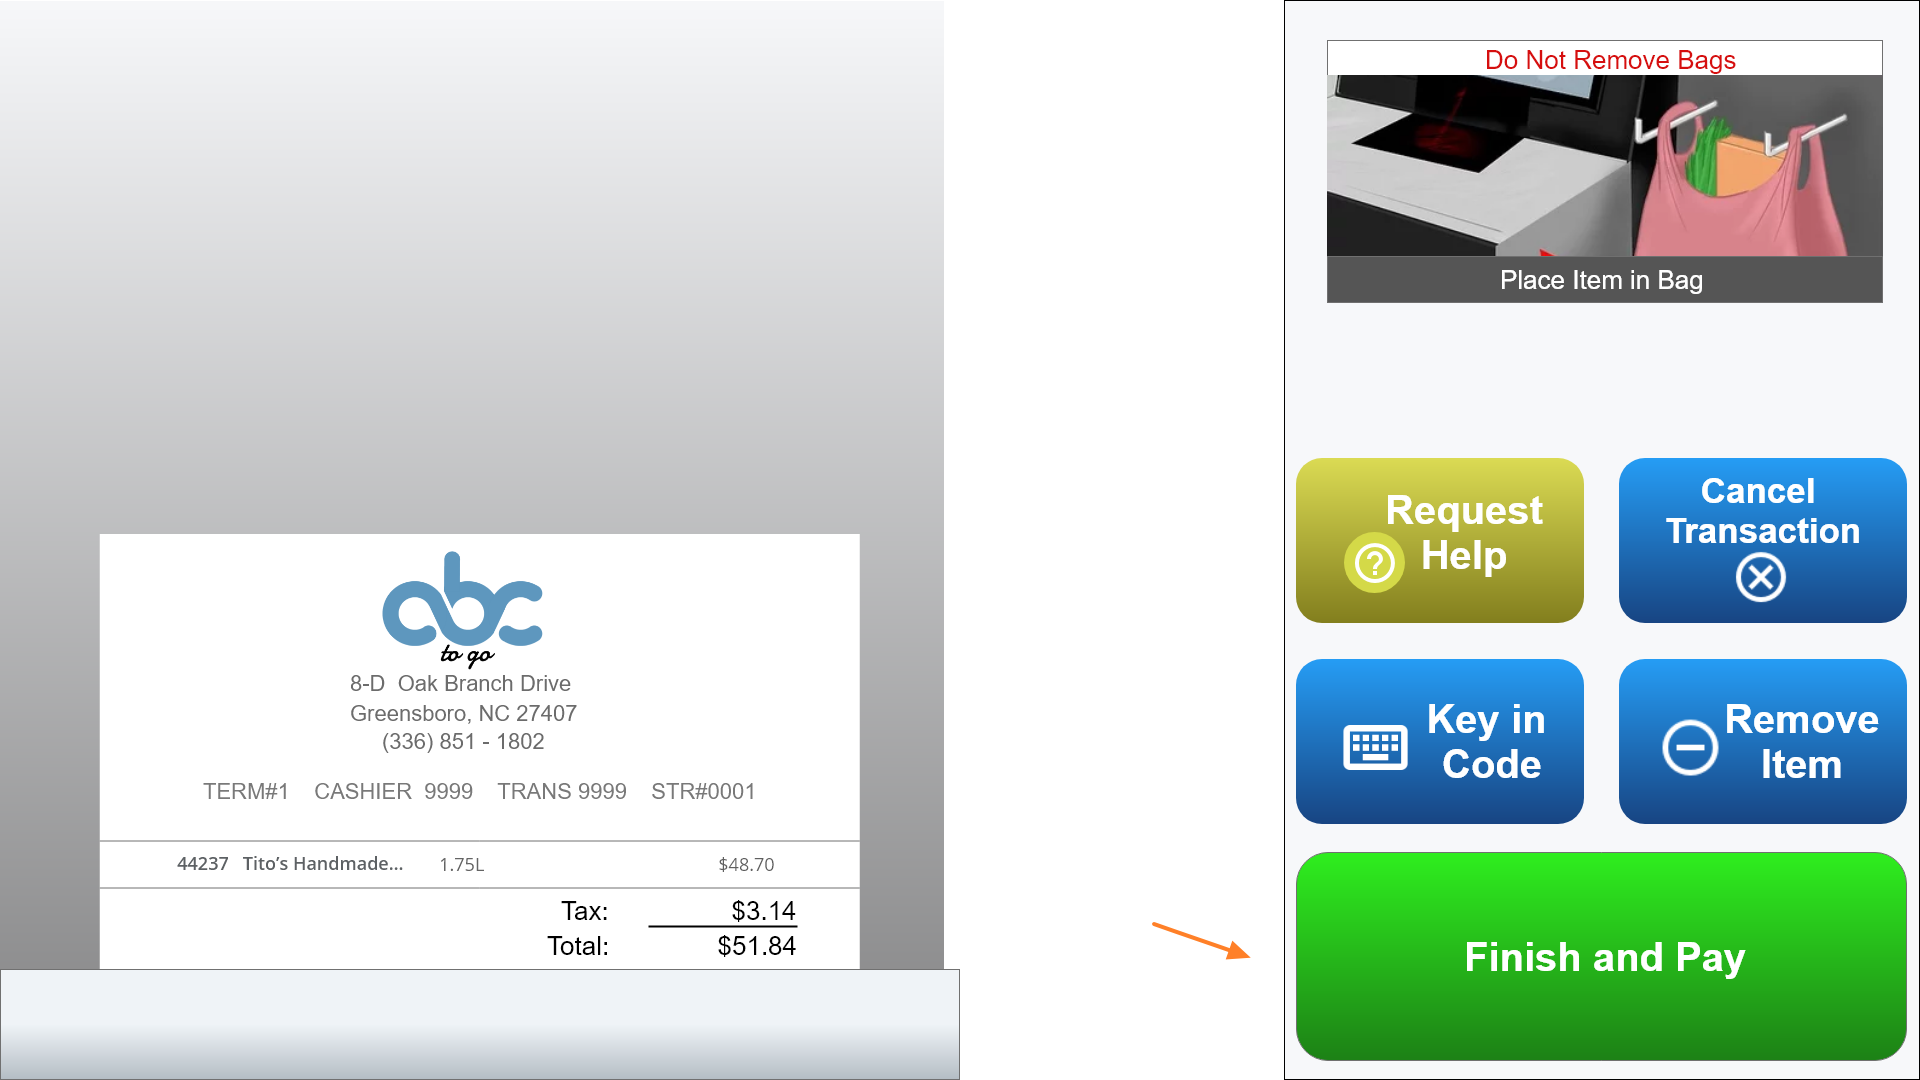 abc
to go
8-D Oak Branch Drive
Greensboro, NC 27407
(336) 851 - 1802
TERM#1 CASHIER 9999 TRANS 9999 STR#0001
44237 Tito's Handmade... 1.75L $48.70
Tax: $3.14
Total: $51.84
Do Not Remove Bags
Place Item in Bag
Request
Help
Cancel
Transaction
Key in
Code
Remove
Item
Finish and Pay